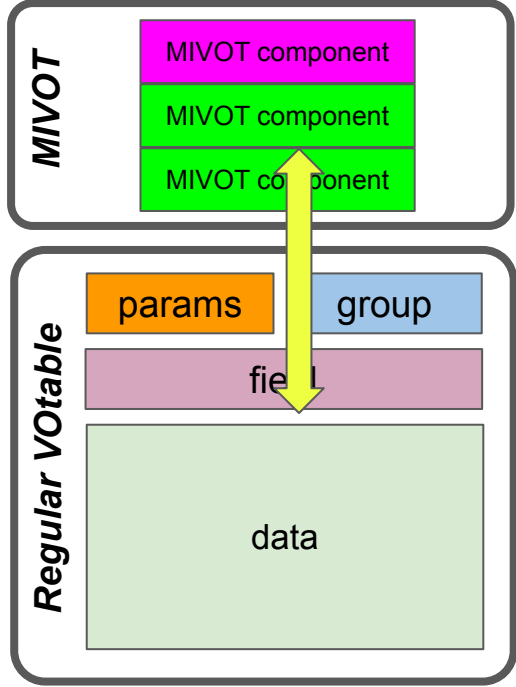 MIVOT
MIVOT component
MIVOT component
MIVOT component
Regular VOtable
params
group
field
data